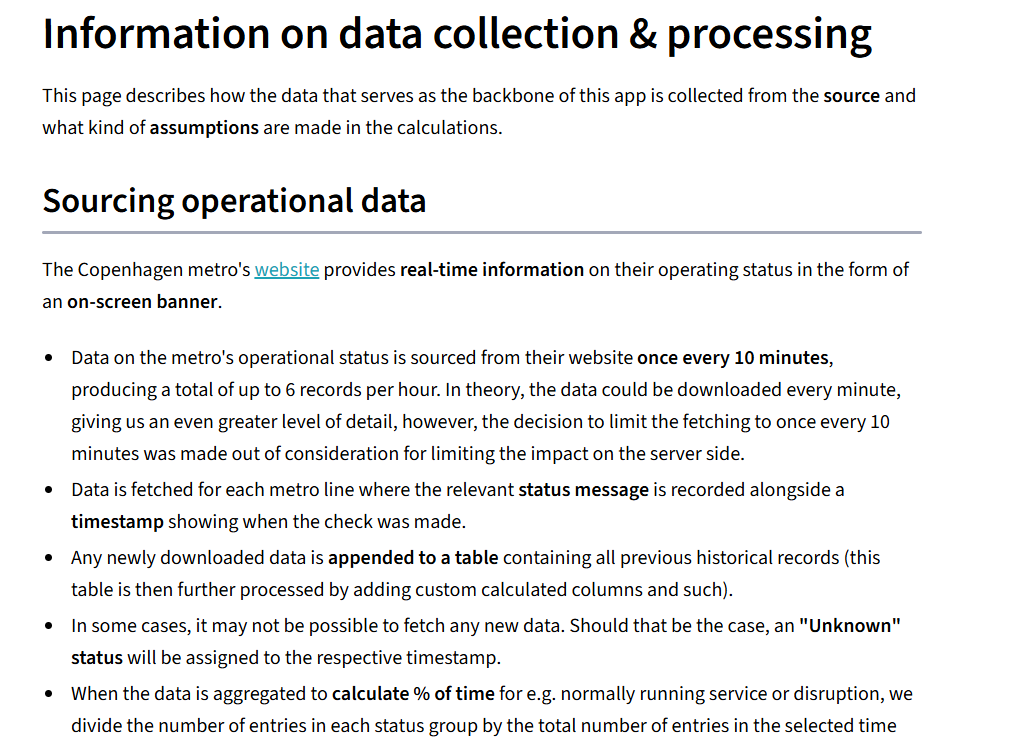 Information on data collection & processing
This page describes how the data that serves as the backbone of this app is collected from the source and
what kind of assumptions are made in the calculations.
Sourcing operational data
The Copenhagen metro's website provides real-time information on their operating status in the form of
an on-screen banner.
• Data on the metro's operational status is sourced from their website once every 10 minutes,
producing a total of up to 6 records per hour. In theory, the data could be downloaded every minute,
giving us an even greater level of detail, however, the decision to limit the fetching to once every 10
minutes was made out of consideration for limiting the impact on the server side.
• Data is fetched for each metro line where the relevant status message is recorded alongside a
timestamp showing when the check was made.
• Any newly downloaded data is appended to a table containing all previous historical records (this
table is then further processed by adding custom calculated columns and such).
• In some cases, it may not be possible to fetch any new data. Should that be the case, an "Unknown"
status will be assigned to the respective timestamp.
• When the data is aggregated to calculate % of time for e.g. normally running service or disruption, we
divide the number of entries in each status group by the total number of entries in the selected time